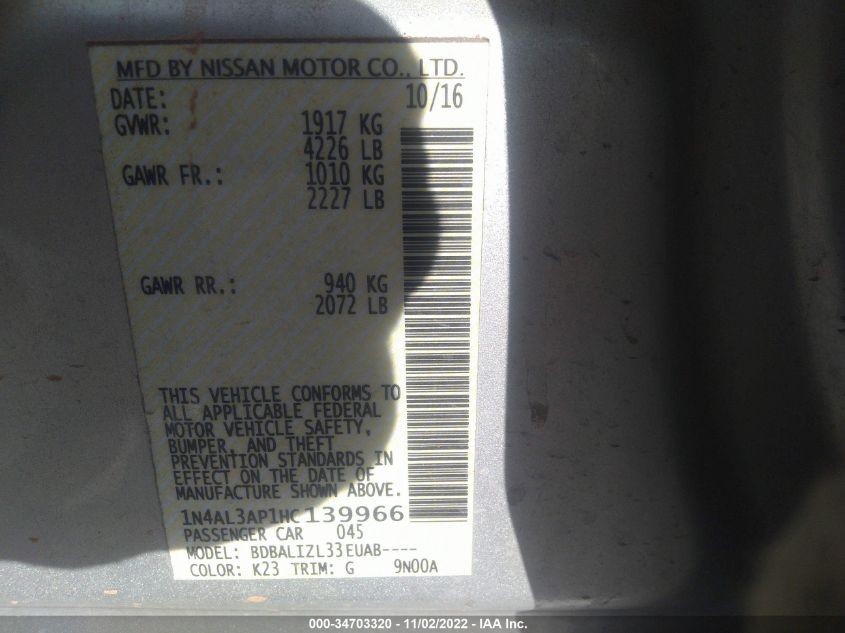 MFD BY NISSAN MOTOR CO., LTD.
DATE: 10/16
GVWR: 1917 KG
4226 LB
GAWR FR.: 1010 KG
2227 LB
GAWR RR.: 940 KG
2072 LB
THIS VEHICLE CONFORMS TO
ALL APPLICABLE FEDERAL
MOTOR VEHICLE SAFETY,
BUMPER, AND THEFT
PREVENTION STANDARDS IN
EFFECT ON THE DATE OF
MANUFACTURE SHOWN ABOVE.
1N4AL3AP1HC139966
PASSENGER CAR 045
MODEL: BDBALIZL33EUAB----
COLOR: K23 TRIM: G 9N00A
000-34703320 - 11/02/2022 - IAA Inc.